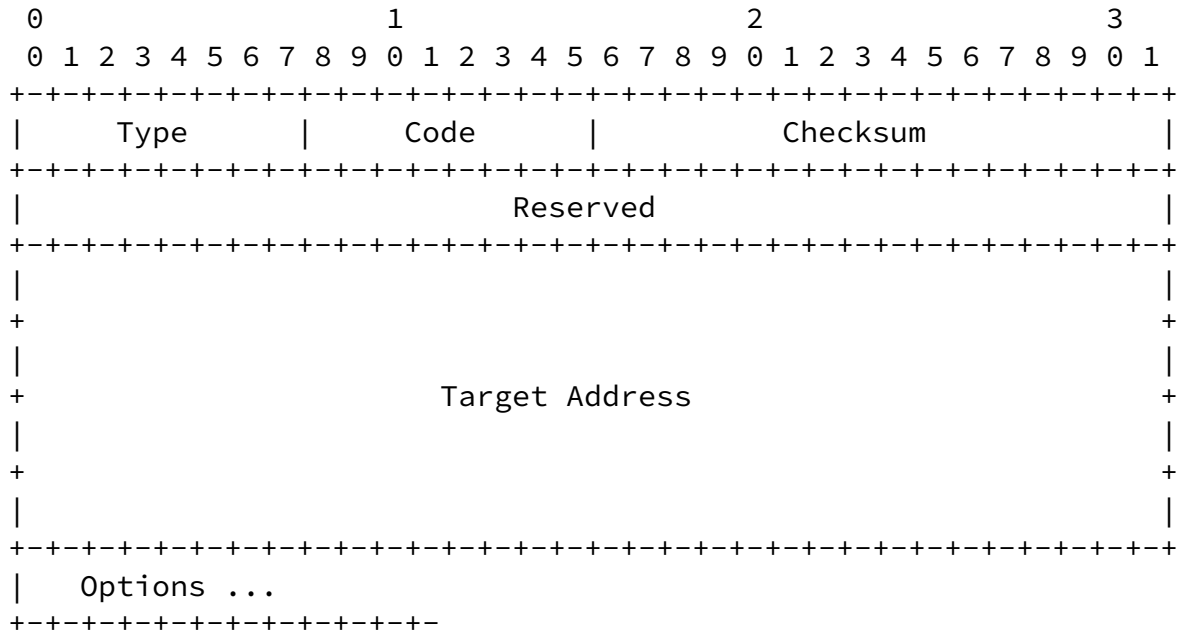 0                   1                   2                   3
 0 1 2 3 4 5 6 7 8 9 0 1 2 3 4 5 6 7 8 9 0 1 2 3 4 5 6 7 8 9 0 1
+-+-+-+-+-+-+-+-+-+-+-+-+-+-+-+-+-+-+-+-+-+-+-+-+-+-+-+-+-+-+-+-+
|     Type      |     Code      |          Checksum             |
+-+-+-+-+-+-+-+-+-+-+-+-+-+-+-+-+-+-+-+-+-+-+-+-+-+-+-+-+-+-+-+-+
|                           Reserved                            |
+-+-+-+-+-+-+-+-+-+-+-+-+-+-+-+-+-+-+-+-+-+-+-+-+-+-+-+-+-+-+-+-+
|                                                               |
+                                                               +
|                                                               |
+                       Target Address                          +
|                                                               |
+                                                               +
|                                                               |
+-+-+-+-+-+-+-+-+-+-+-+-+-+-+-+-+-+-+-+-+-+-+-+-+-+-+-+-+-+-+-+-+
|   Options ...
+-+-+-+-+-+-+-+-+-+-+-+-